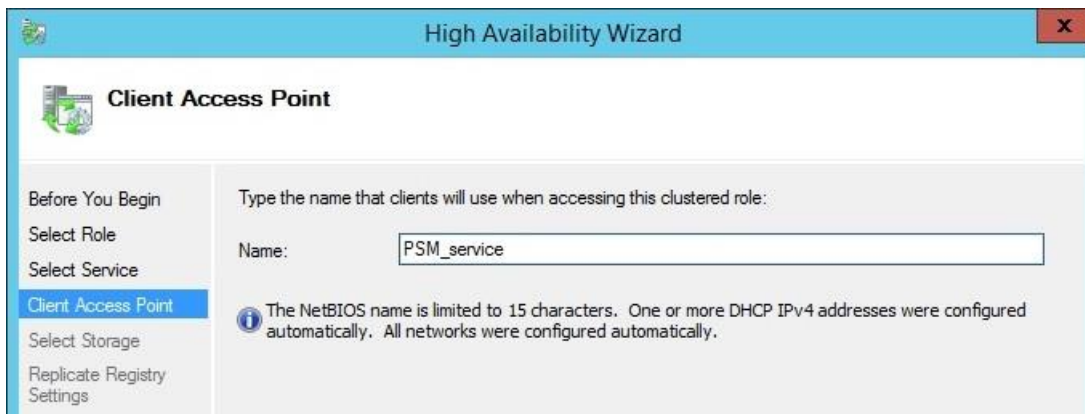 High Availability Wizard
x
Client Access Point
Before You Begin
Select Role
Select Service
Client Access Point
Select Storage
Replicate Registry
Settings
Type the name that clients will use when accessing this clustered role:
Name:
PSM_service
The NetBIOS name is limited to 15 characters. One or more DHCP IPv4 addresses were configured
automatically. All networks were configured automatically.